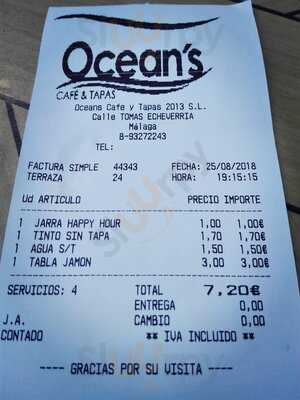 Ocean's
CAFÉ & TAPAS
Oceans Cafe y Tapas 2013 S.L.
Calle TOMAS ECHEVERRIA
Málaga
B-93272243
TEL:
FACTURA SIMPLE 44343 FECHA: 25/08/2018
TERRAZA 24 HORA: 19:15:15
Ud ARTICULO PRECIO IMPORTE
1 JARRA HAPPY HOUR 1,00 1,00€
1 TINTO SIN TAPA 1,70 1,70€
1 AGUA S/T 1,50 1,50€
1 TABLA JAMON 3,00 3,00€
SERVICIOS: 4 TOTAL 7,20€
ENTREGA 0,00
J.A. CAMBIO 0,00
CONTADO ** IVA INCLUIDO **
---- GRACIAS POR SU VISITA ----